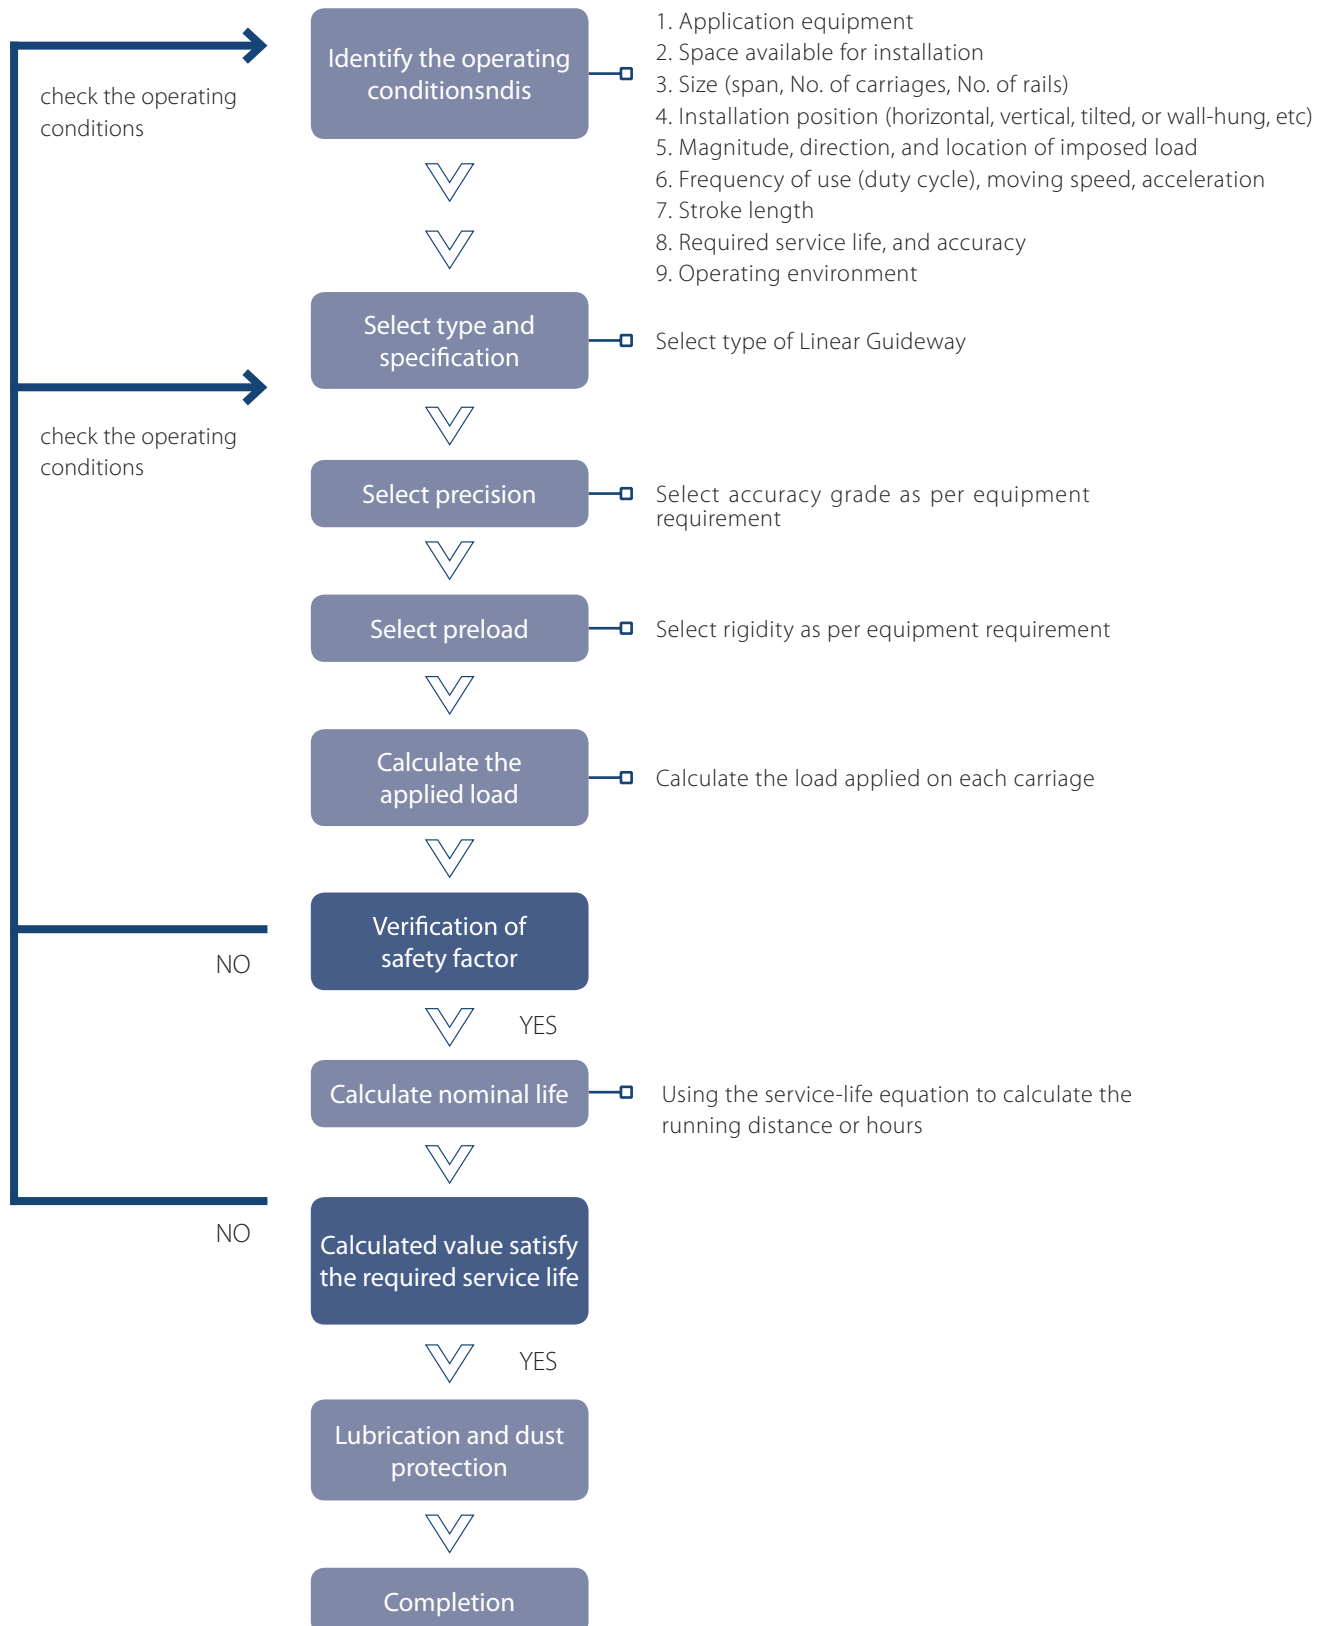 Identify the operating
conditionsndis
1. Application equipment
2. Space available for installation
3. Size (span, No. of carriages, No. of rails)
4. Installation position (horizontal, vertical, tilted, or wall-hung, etc)
5. Magnitude, direction, and location of imposed load
6. Frequency of use (duty cycle), moving speed, acceleration
7. Stroke length
8. Required service life, and accuracy
9. Operating environment
check the operating
conditions
Select type and
specification
Select type of Linear Guideway
check the operating
conditions
Select precision
Select accuracy grade as per equipment
requirement
Select preload
Select rigidity as per equipment requirement
Calculate the
applied load
Calculate the load applied on each carriage
Verification of
safety factor
NO
YES
Calculate nominal life
Using the service-life equation to calculate the
running distance or hours
Calculated value satisfy
the required service life
NO
YES
Lubrication and dust
protection
Completion